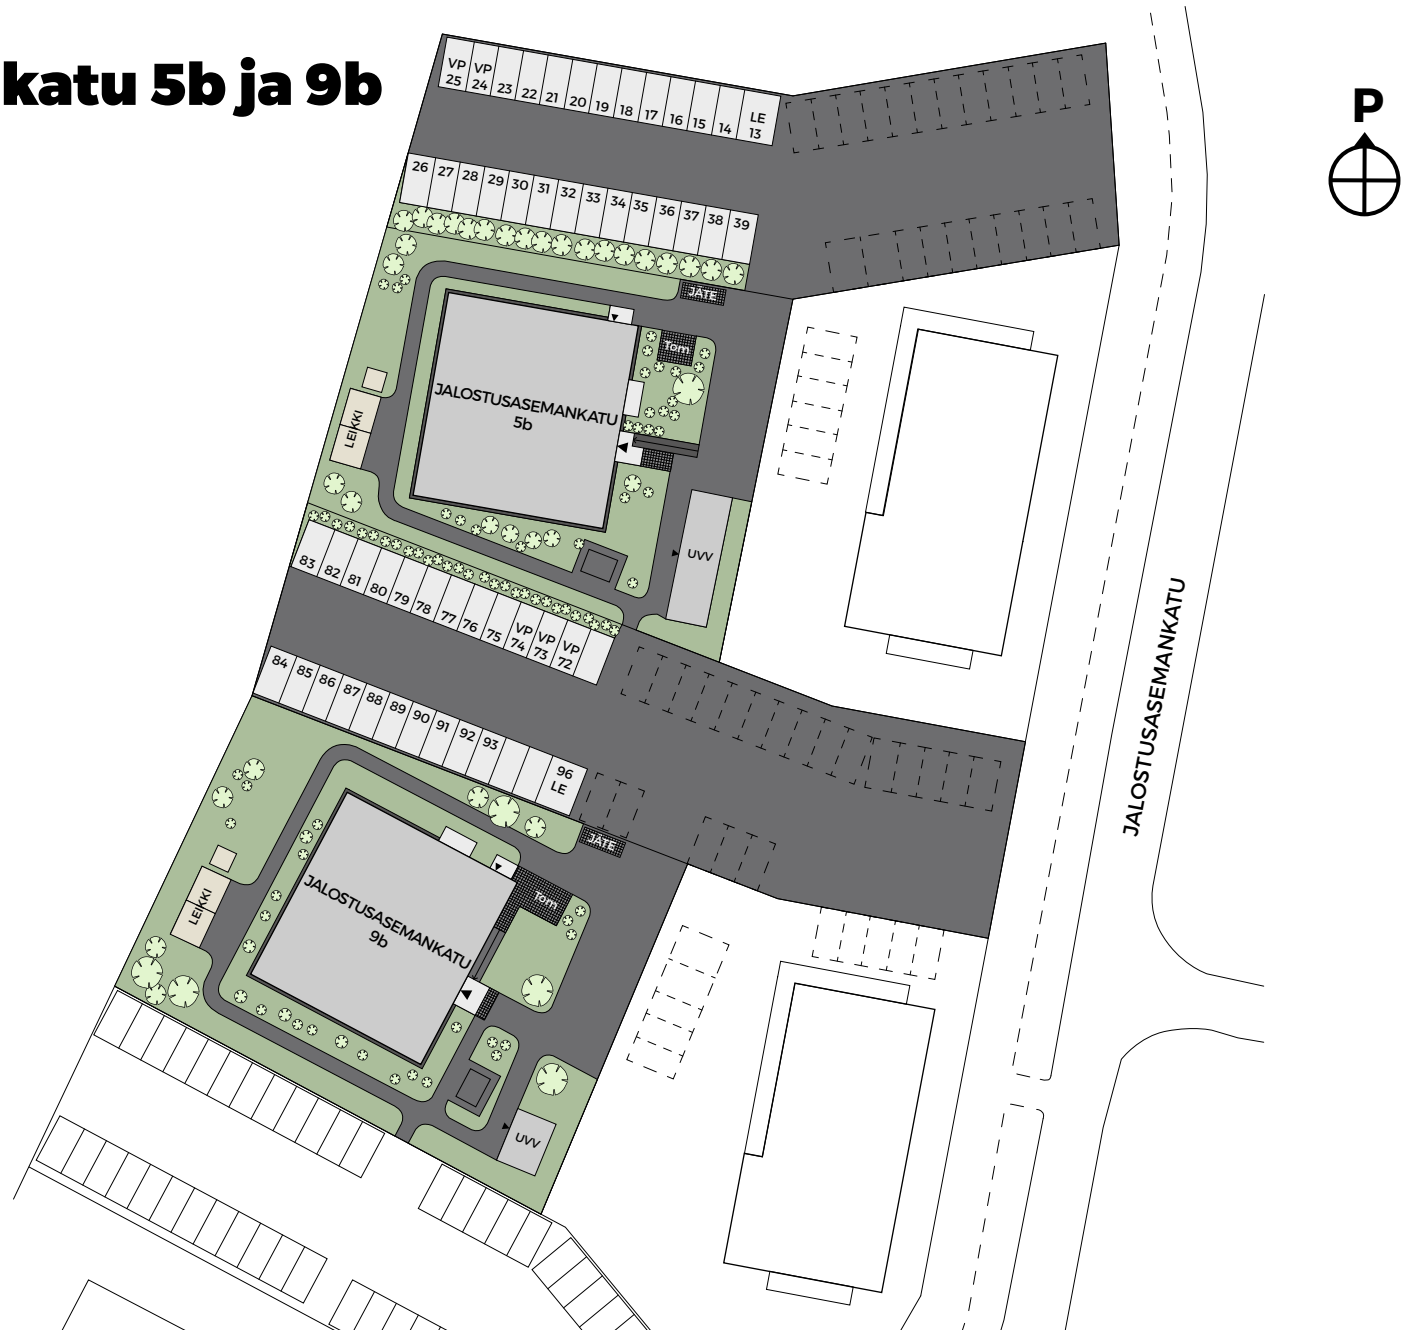 katu 5b ja 9b
P
VP
25
VP
24
23
22
21
20
19
18
17
16
15
14
LE
13
26
27
28
29
30
31
32
33
34
35
36
37
38
39
JÄTE
Tom
JALOSTUSASEMANKATU
5b
LEIKKI
UVV
83
82
81
80
79
78
77
76
75
VP
74
VP
73
VP
72
84
85
86
87
88
89
90
91
92
93
96
LE
JÄTE
Tom
JALOSTUSASEMANKATU
9b
LEIKKI
UVV
JALOSTUSASEMANKATU